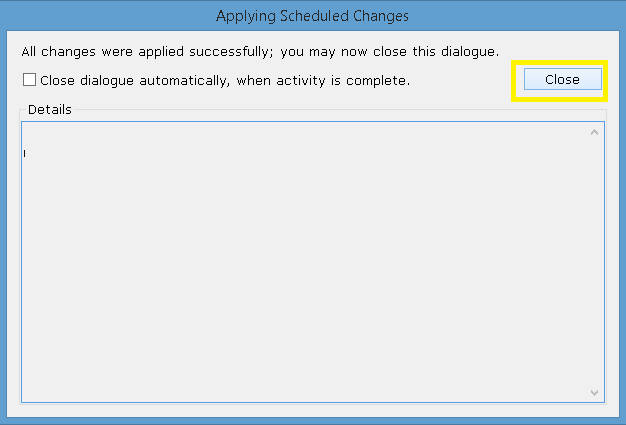 Applying Scheduled Changes
All changes were applied successfully; you may now close this dialogue.
Close dialogue automatically, when activity is complete.
Close
Details